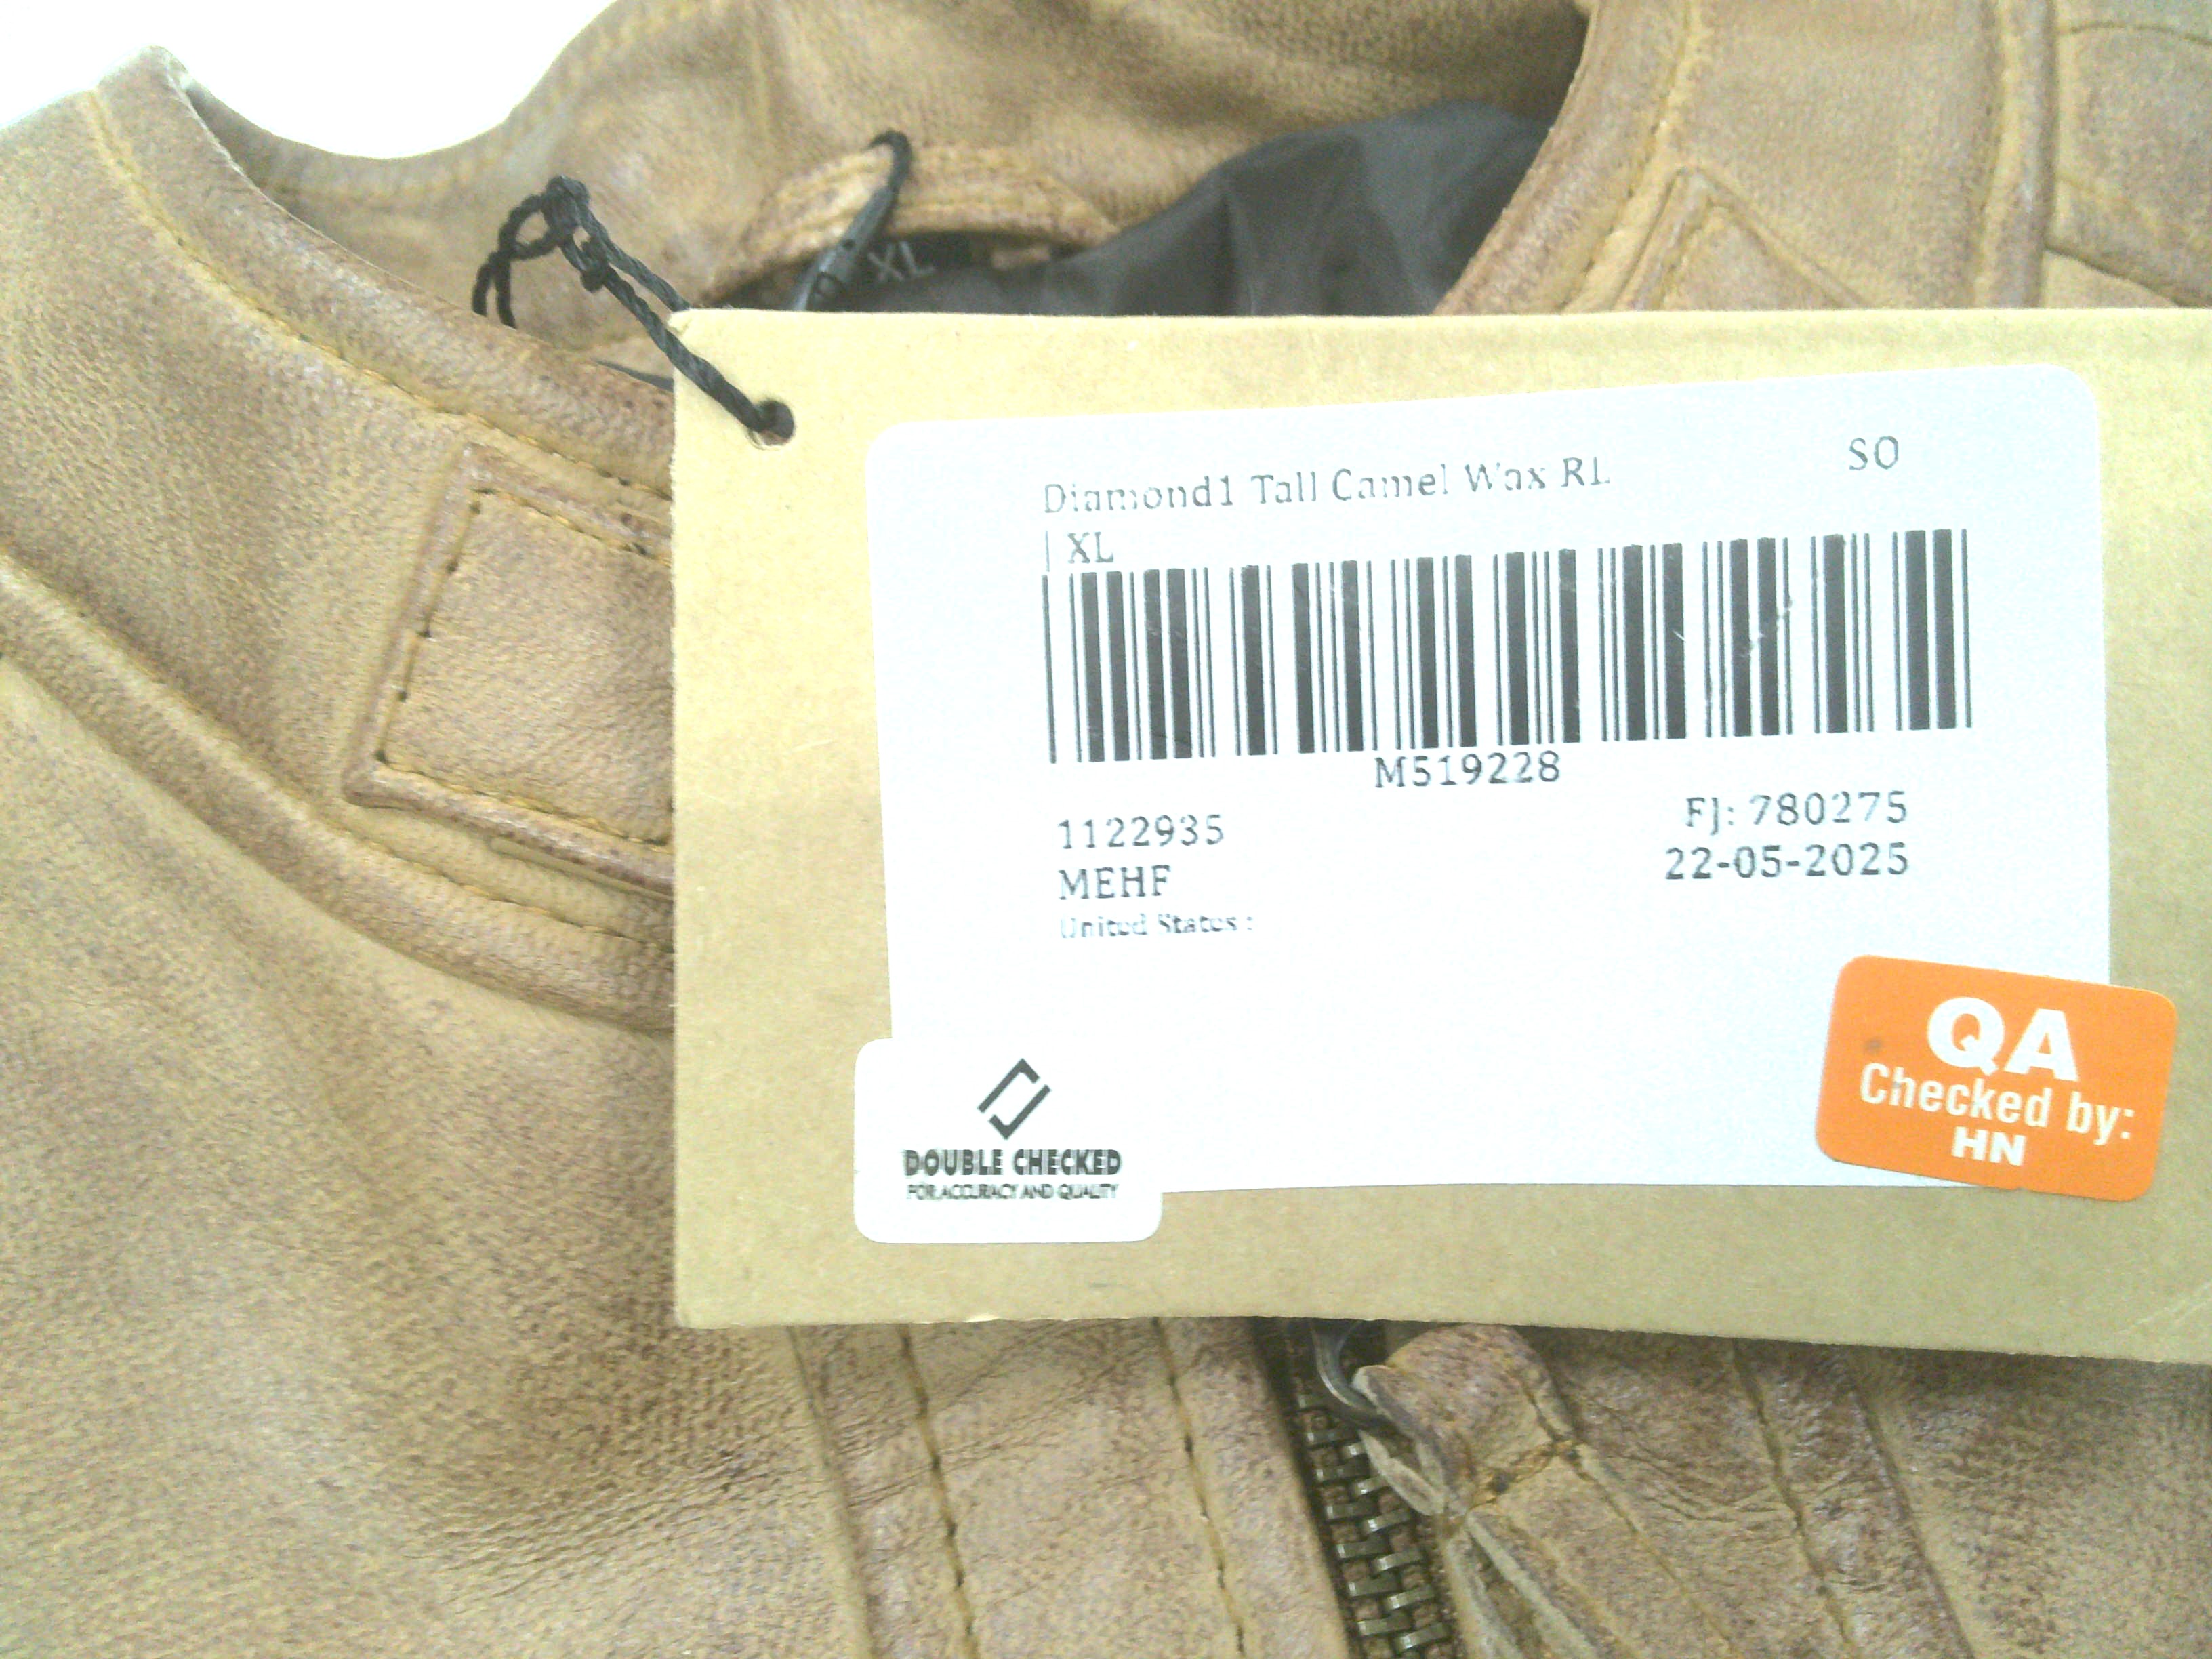 XL
Diamond1 Tall Camel Wax RL SO
| XL
M519228
1122935 FJ: 780275
MEHF 22-05-2025
United States :
QA
Checked by:
HN
DOUBLE CHECKED
FOR ACCURACY AND QUALITY